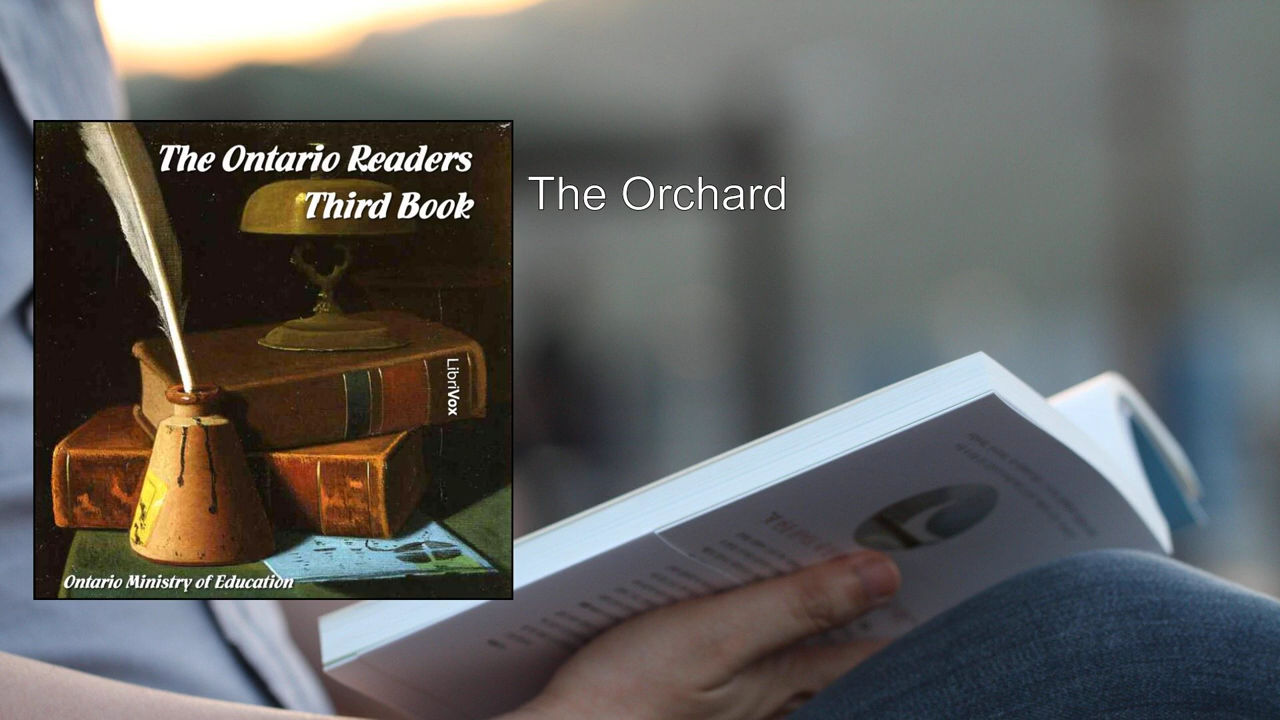 The Ontario Readers
Third Book
The Orchard
LibriVox
Ontario Ministry of Education